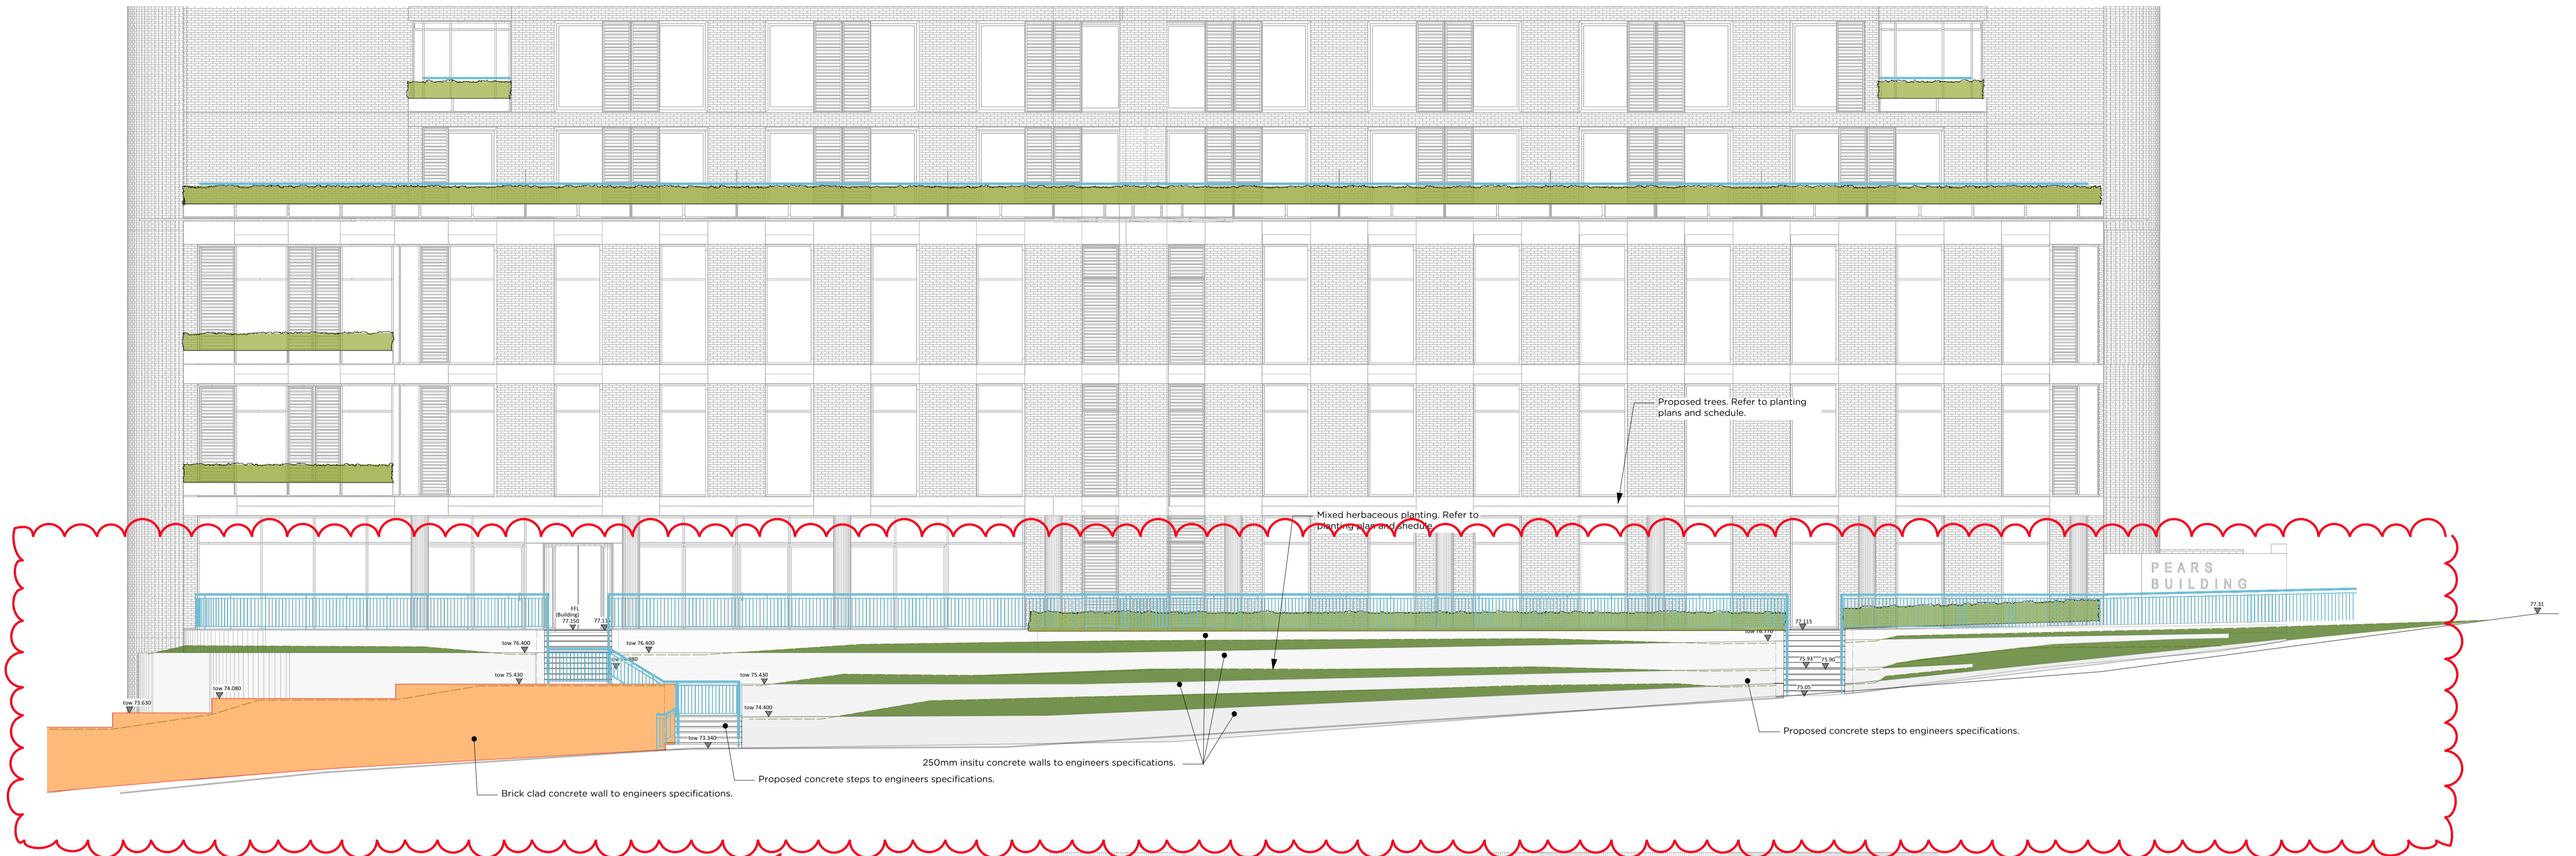 Proposed trees. Refer to planting
plans and schedule.
Mixed herbaceous planting. Refer to
planting plan and shedule.
PEARS
BUILDING
FFL
(Building)
77.150
77.11
77.31
77.115
tow 76.770
tow 76.400
tow 76.400
75.93
75.90
tow 75.430
tow 75.430
tow 74.080
75.05
tow 73.630
tow 74.400
tow 73.340
Proposed concrete steps to engineers specifications.
250mm insitu concrete walls to engineers specifications.
Proposed concrete steps to engineers specifications.
Brick clad concrete wall to engineers specifications.